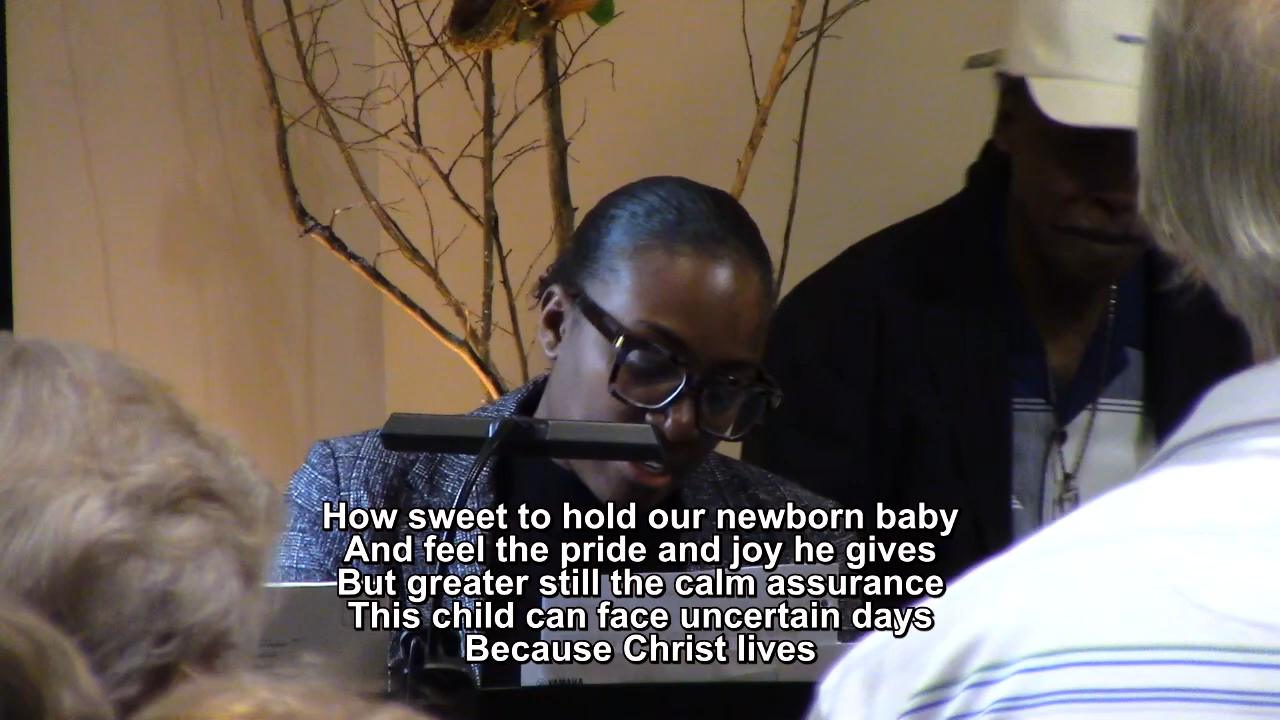 How sweet to hold our newborn baby
And feel the pride and joy he gives
But greater still the calm assurance
This child can face uncertain days
Because Christ lives
YAMAHA